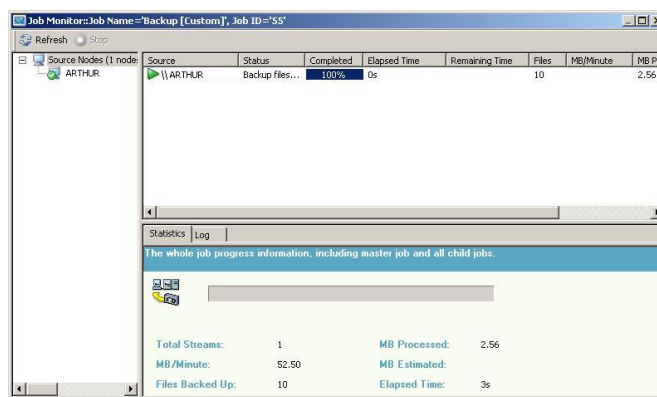 Job Monitor::Job Name='Backup [Custom]', Job ID='55'
Refresh Stop
Source Nodes (1 node
ARTHUR
Source Status Completed Elapsed Time Remaining Time Files MB/Minute MB P
\\ARTHUR Backup files... 100% 0s 10 2.56
Statistics Log
The whole job progress information, including master job and all child jobs.
Total Streams: 1 MB Processed: 2.56
MB/Minute: 52.50 MB Estimated:
Files Backed Up: 10 Elapsed Time: 3s